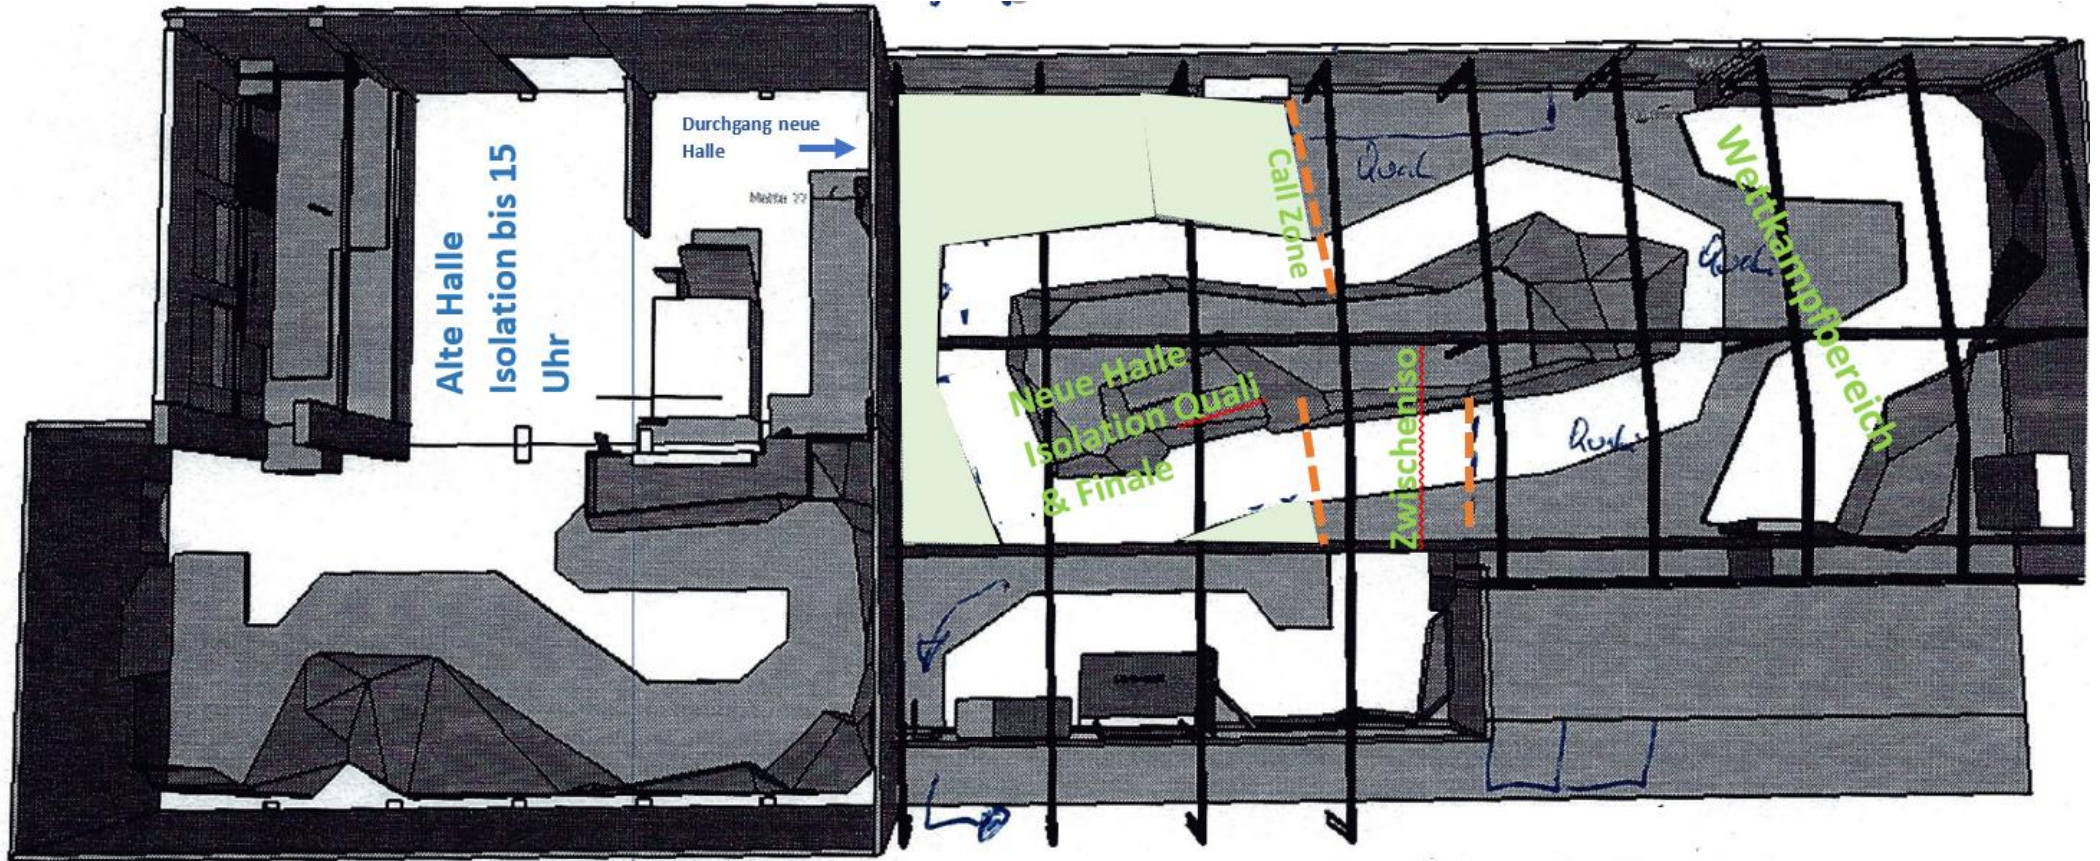 Alte Halle
Isolation bis 15
Uhr
Durchgang neue
Halle
Matte ??
Call Zone
Quali
Wettkampfbereich
Quali
Neue Halle
Isolation Quali
& Finale
Zwischeniso
Quali